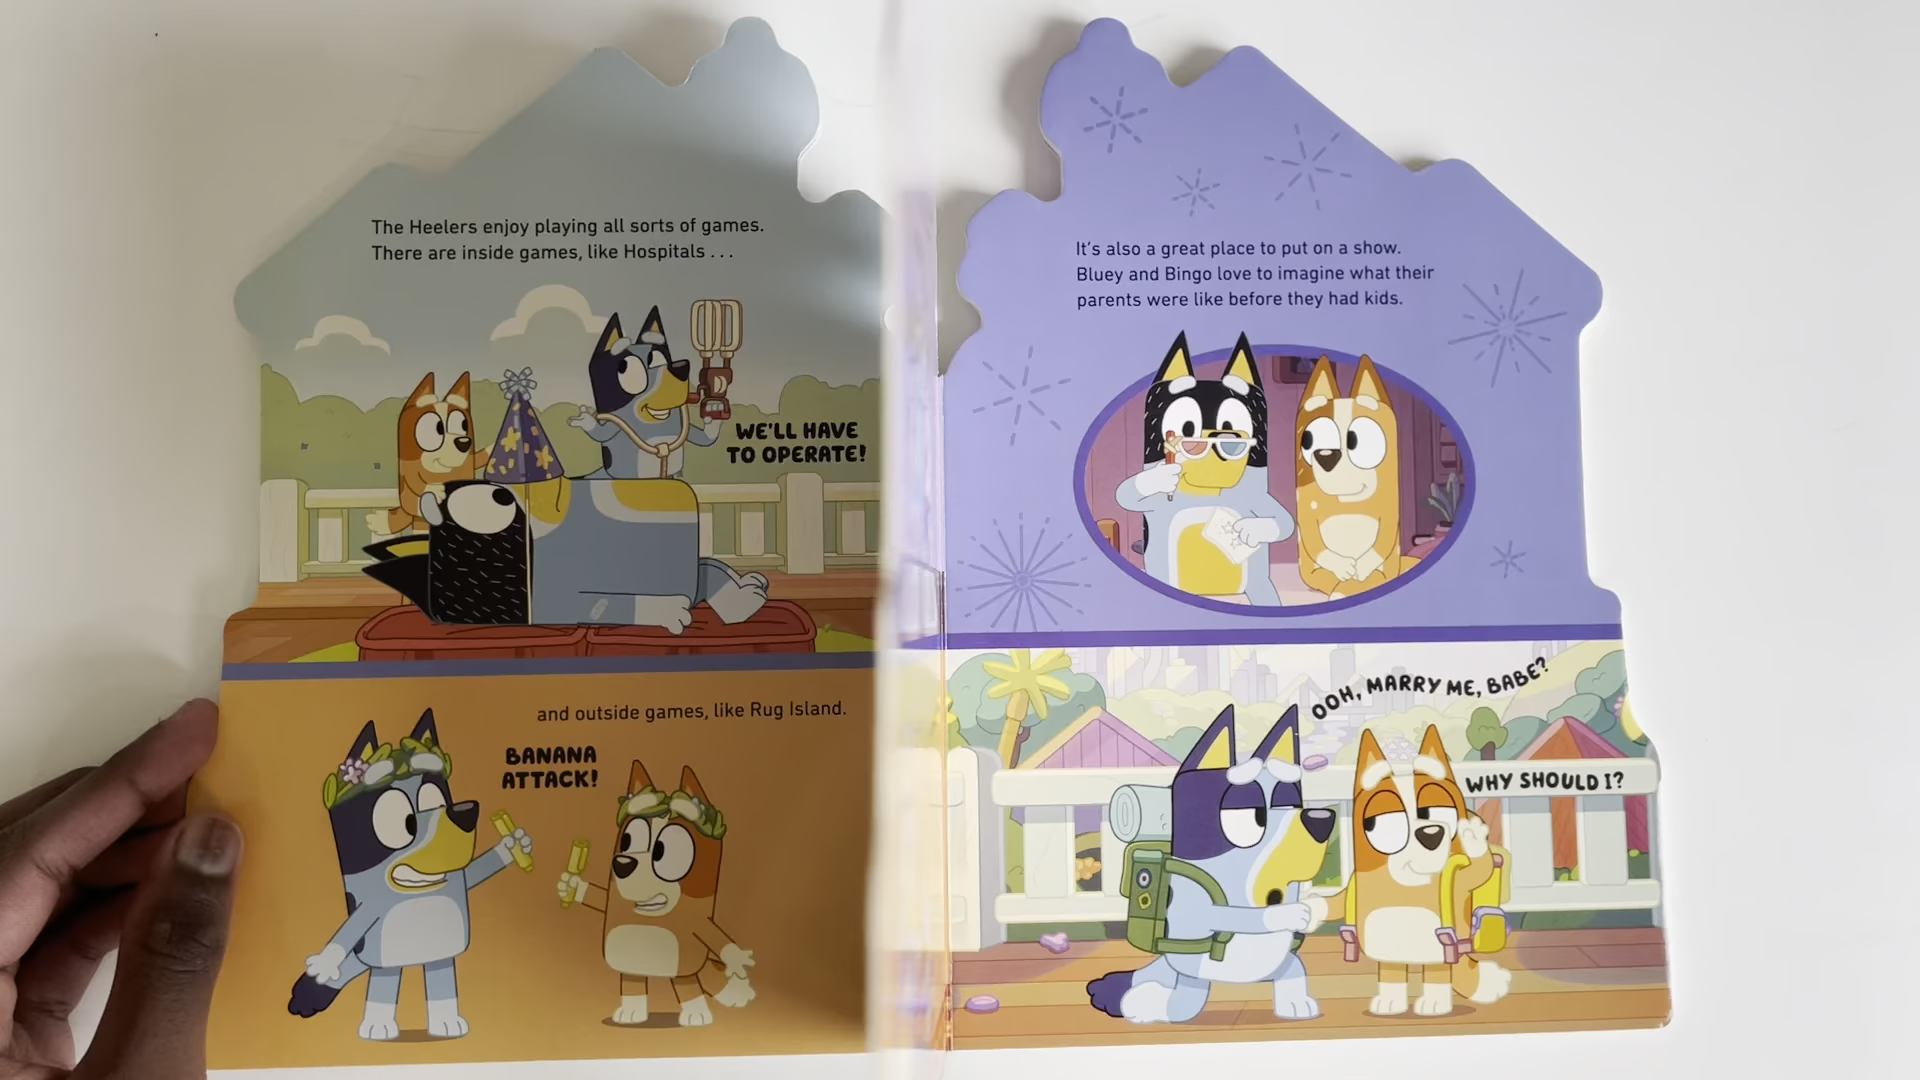 The Heelers enjoy playing all sorts of games.
There are inside games, like Hospitals . . .
WE'LL HAVE
TO OPERATE!
and outside games, like Rug Island.
BANANA
ATTACK!
It's also a great place to put on a show.
Bluey and Bingo love to imagine what their
parents were like before they had kids.
OOH, MARRY ME, BABE?
WHY SHOULD I?